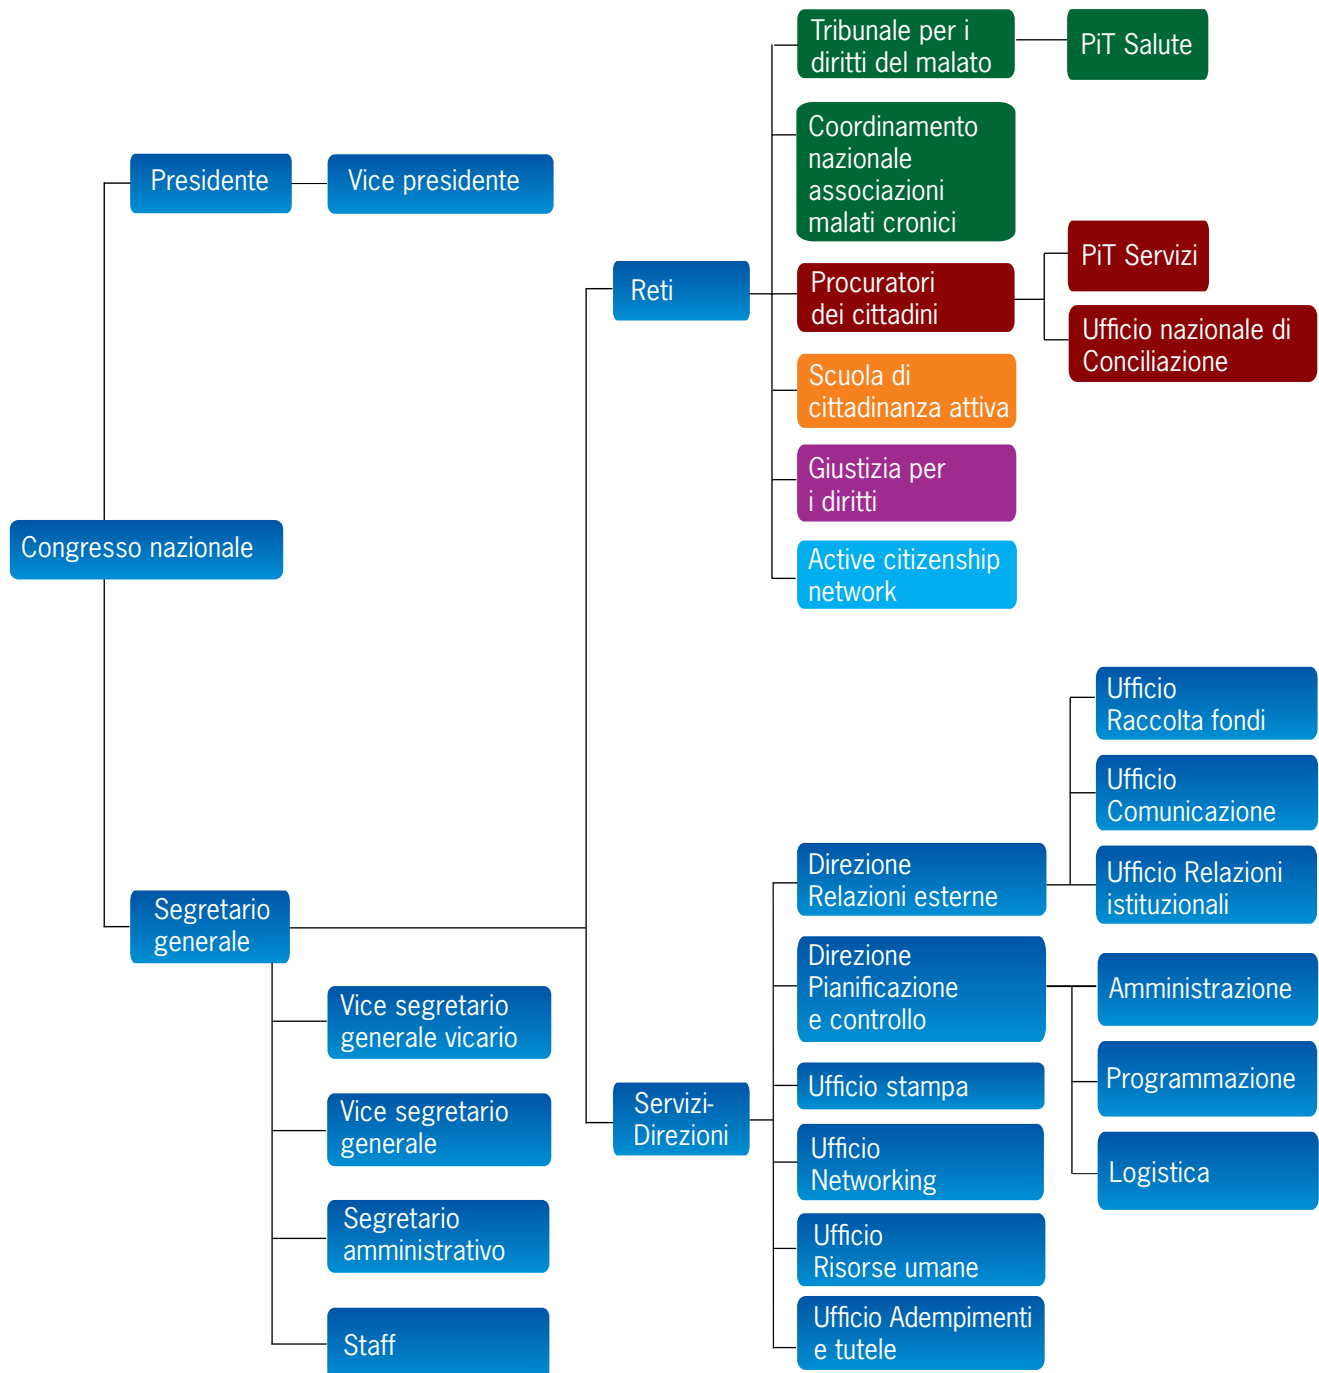 Tribunale per i
diritti del malato
PiT Salute
Coordinamento
nazionale
associazioni
malati cronici
Presidente
Vice presidente
PiT Servizi
Reti
Procuratori
dei cittadini
Ufficio nazionale di
Conciliazione
Scuola di
cittadinanza attiva
Giustizia per
i diritti
Congresso nazionale
Active citizenship
network
Ufficio
Raccolta fondi
Ufficio
Comunicazione
Direzione
Relazioni esterne
Ufficio Relazioni
istituzionali
Segretario
generale
Direzione
Pianificazione
e controllo
Amministrazione
Vice segretario
generale vicario
Ufficio stampa
Programmazione
Servizi-
Direzioni
Vice segretario
generale
Ufficio
Networking
Logistica
Segretario
amministrativo
Ufficio
Risorse umane
Staff
Ufficio Adempimenti
e tutele